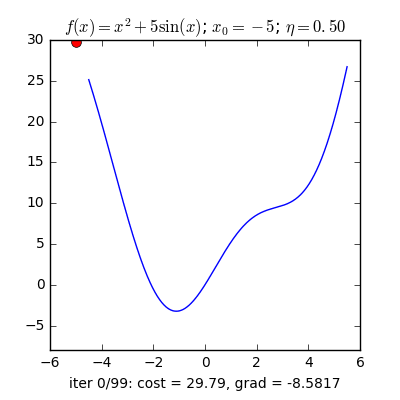 f(x) = x² + 5sin(x); x₀ = −5; η = 0.50
30
25
20
15
10
5
0
−5
−6 −4 −2 0 2 4 6
iter 0/99: cost = 29.79, grad = -8.5817